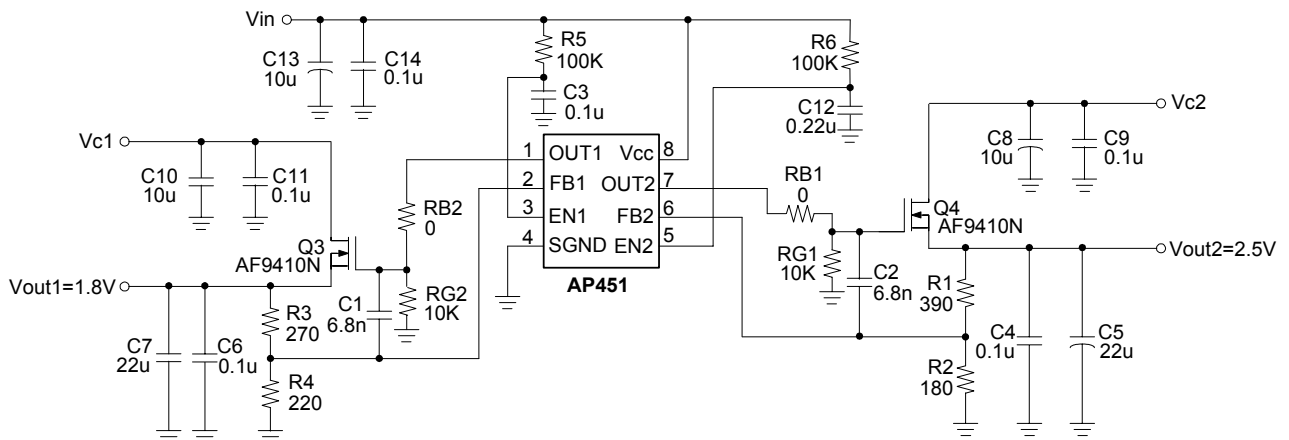 Vin
C13
10u
C14
0.1u
R5
100K
C3
0.1u
R6
100K
C12
0.22u
Vc1
C10
10u
C11
0.1u
Q3
AF9410N
RB2
0
RG2
10K
C1
6.8n
Vout1=1.8V
C7
22u
C6
0.1u
R3
270
R4
220
1 OUT1 Vcc 8
2 FB1 OUT2 7
3 EN1 FB2 6
4 SGND EN2 5
AP451
RB1
0
RG1
10K
C2
6.8n
Q4
AF9410N
Vc2
C8
10u
C9
0.1u
Vout2=2.5V
R1
390
R2
180
C4
0.1u
C5
22u